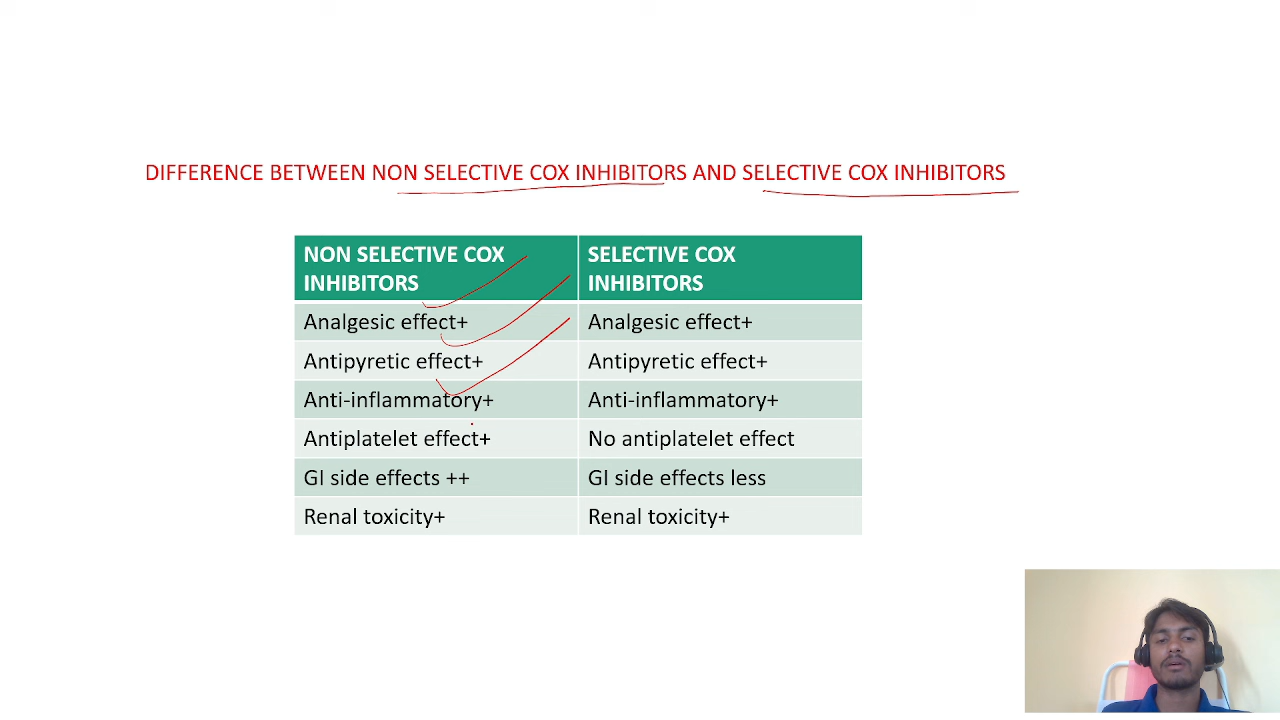 DIFFERENCE BETWEEN NON SELECTIVE COX INHIBITORS AND SELECTIVE COX INHIBITORS
NON SELECTIVE COX
INHIBITORS
SELECTIVE COX
INHIBITORS
Analgesic effect+
Analgesic effect+
Antipyretic effect+
Antipyretic effect+
Anti-inflammatory+
Anti-inflammatory+
Antiplatelet effect+
No antiplatelet effect
GI side effects ++
GI side effects less
Renal toxicity+
Renal toxicity+